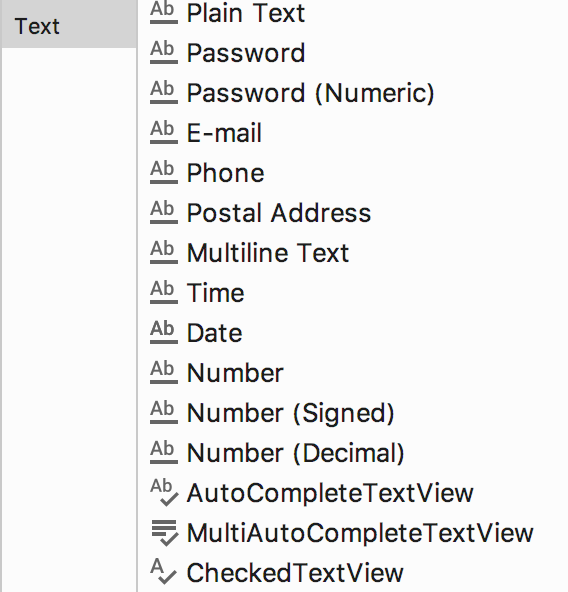 Text
Ab Plain Text
Ab Password
Ab Password (Numeric)
Ab E-mail
Ab Phone
Ab Postal Address
Ab Multiline Text
Ab Time
Ab Date
Ab Number
Ab Number (Signed)
Ab Number (Decimal)
Ab AutoCompleteTextView
MultiAutoCompleteTextView
A CheckedTextView